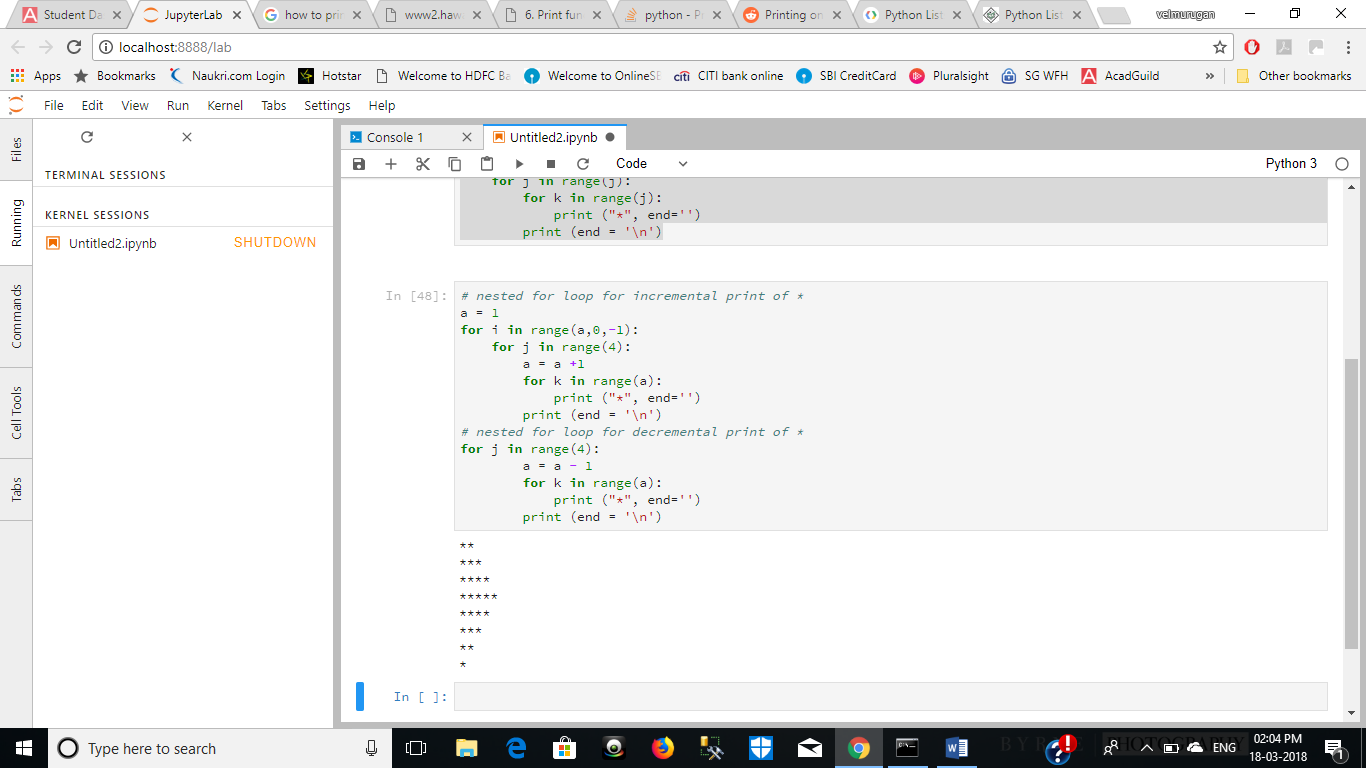 Student Da
JupyterLab
how to prin
www2.haw
6. Print fun
python - P
Printing on
Python List
Python List
velmurugan
localhost:8888/lab
Apps Bookmarks Naukri.com Login Hotstar Welcome to HDFC Ba Welcome to OnlineSB CITI bank online SBI CreditCard Pluralsight SG WFH AcadGuild » Other bookmarks
File Edit View Run Kernel Tabs Settings Help
Files
Running
Commands
Cell Tools
Tabs
TERMINAL SESSIONS
KERNEL SESSIONS
Untitled2.ipynb SHUTDOWN
Console 1
Untitled2.ipynb
Code
Python 3
for j in range(j):
for k in range(j):
print ("*", end='')
print (end = '\n')
In [48]:
# nested for loop for incremental print of *
a = 1
for i in range(a,0,-1):
for j in range(4):
a = a +1
for k in range(a):
print ("*", end='')
print (end = '\n')
# nested for loop for decremental print of *
for j in range(4):
a = a - 1
for k in range(a):
print ("*", end='')
print (end = '\n')
**
***
****
*****
****
***
**
*
In [ ]:
Type here to search
PHOTOGRAPHY
ENG
02:04 PM
18-03-2018
1